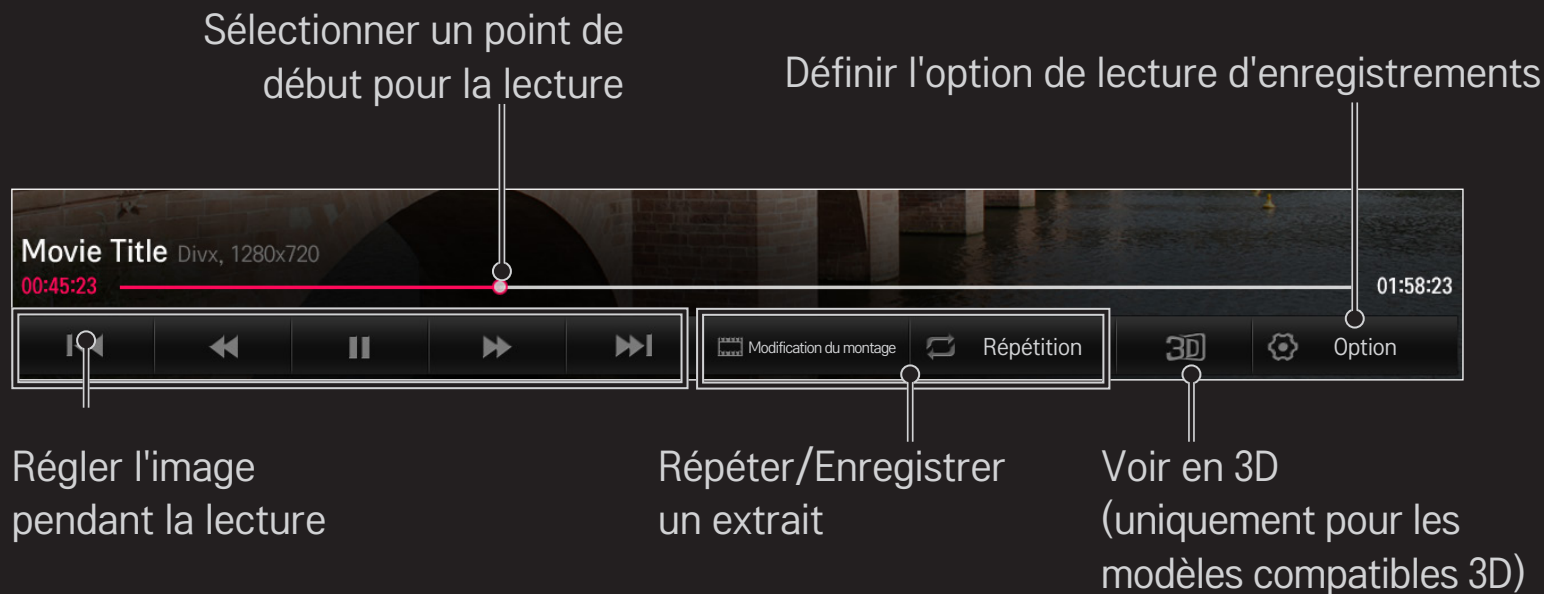 Sélectionner un point de
début pour la lecture
Définir l'option de lecture d'enregistrements
Movie Title Divx, 1280x720
00:45:23
01:58:23
Modification du montage
Répétition
3D
Option
Régler l'image
pendant la lecture
Répéter/Enregistrer
un extrait
Voir en 3D
(uniquement pour les
modèles compatibles 3D)